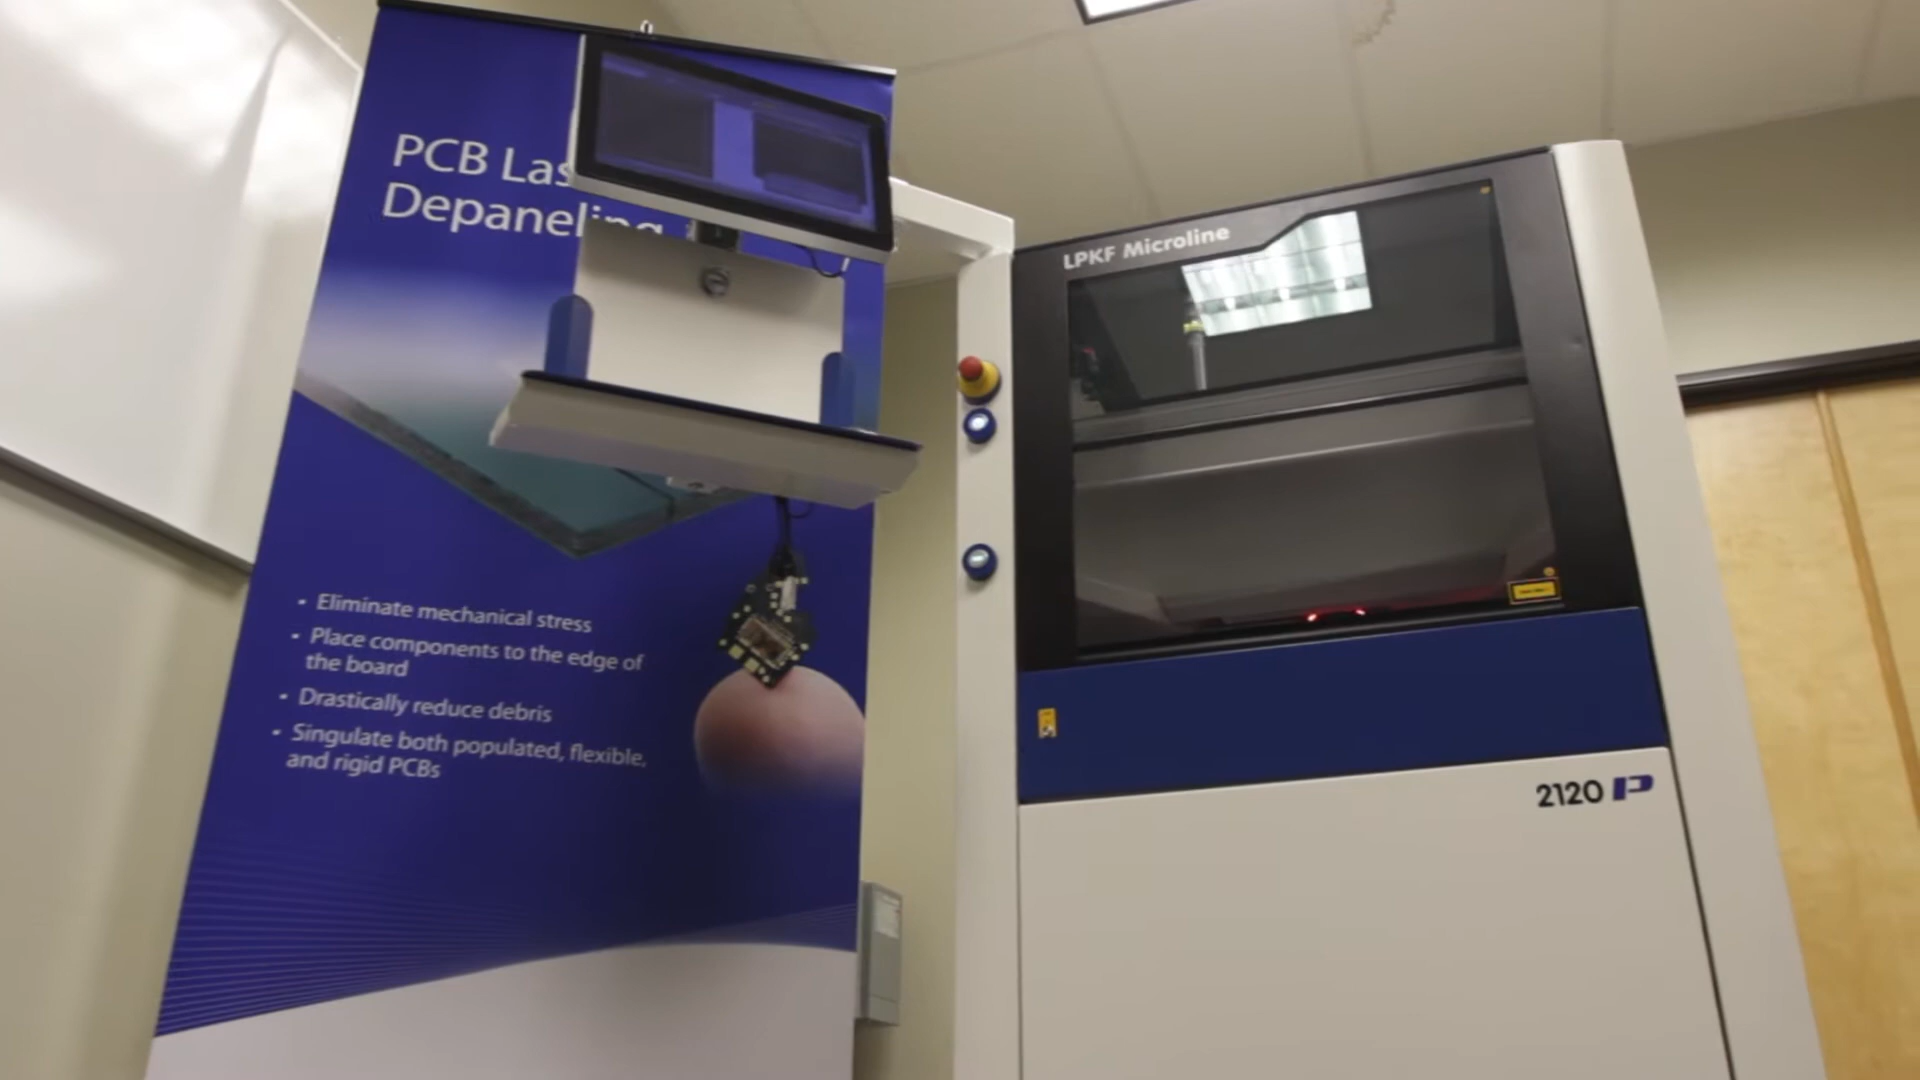 PCB Las
Depaneling
• Eliminate mechanical stress
• Place components to the edge of
the board
• Drastically reduce debris
• Singulate both populated, flexible,
and rigid PCBs
LPKF Microline
2120 P